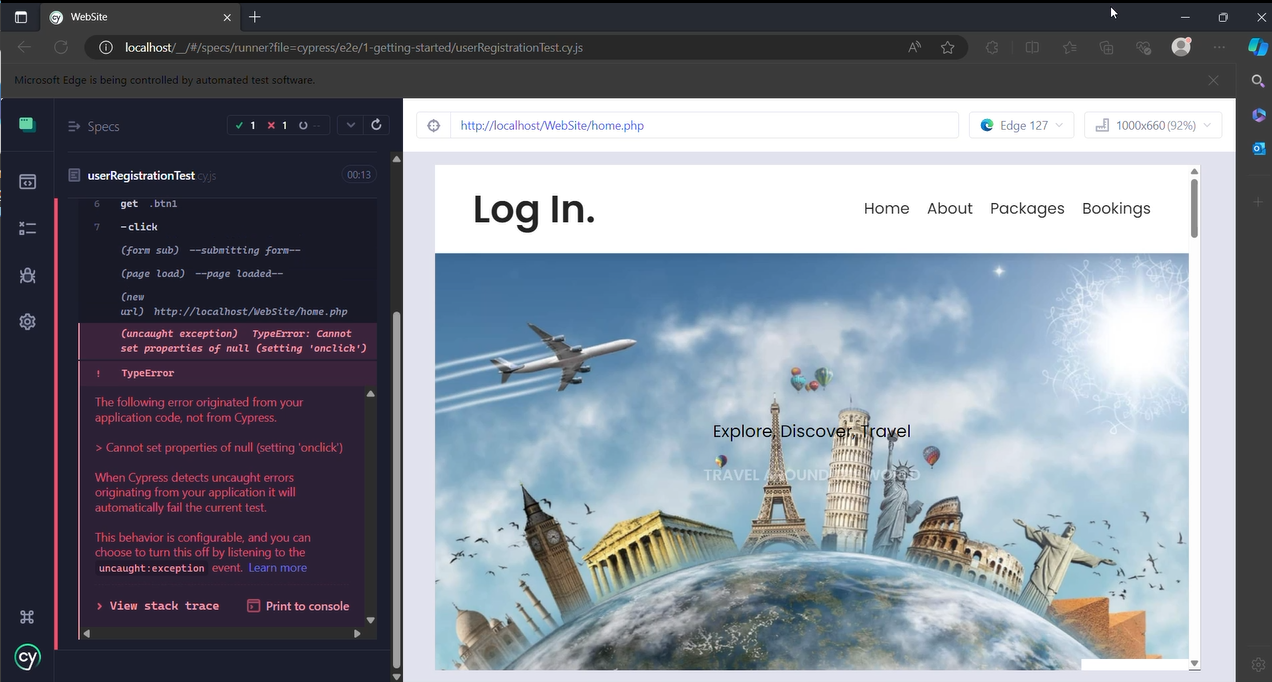 WebSite
localhost/__/#/specs/runner?file=cypress/e2e/1-getting-started/userRegistrationTest.cy.js
Microsoft Edge is being controlled by automated test software.
Specs
1
1
--
http://localhost/WebSite/home.php
Edge 127
1000x660 (92%)
userRegistrationTest.cy.js
00:13
6 get .btn1
7 -click
(form sub) --submitting form--
(page load) --page loaded--
(new
url) http://localhost/WebSite/home.php
(uncaught exception) TypeError: Cannot
set properties of null (setting 'onclick')
! TypeError
The following error originated from your
application code, not from Cypress.
> Cannot set properties of null (setting 'onclick')
When Cypress detects uncaught errors
originating from your application it will
automatically fail the current test.
This behavior is configurable, and you can
choose to turn this off by listening to the
uncaught:exception event. Learn more
> View stack trace
Print to console
cy
Log In.
Home About Packages Bookings
Explore, Discover, Travel
TRAVEL AROUND THE WORLD